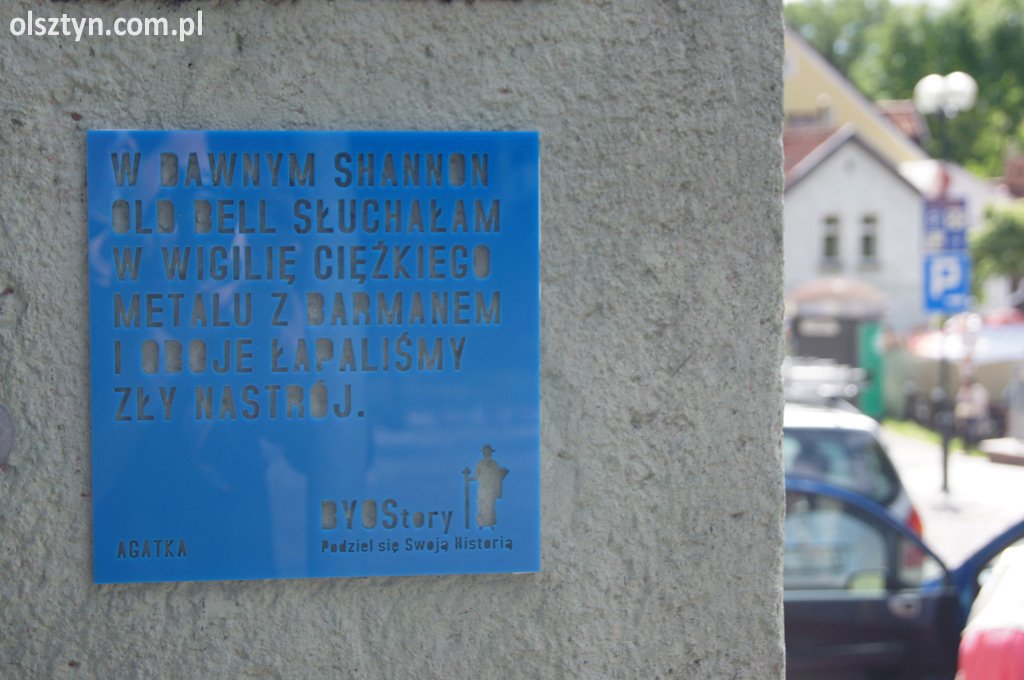 olsztyn.com.pl
W DAWNYM SHANNON
OLD BELL SŁUCHAŁAM
W WIGILIĘ CIĘŻKIEGO
METALU Z BARMANEM
I OBOJE ŁAPALIŚMY
ZŁY NASTRÓJ.
BYOStory
AGATKA
Podziel się Swoją Historią
P